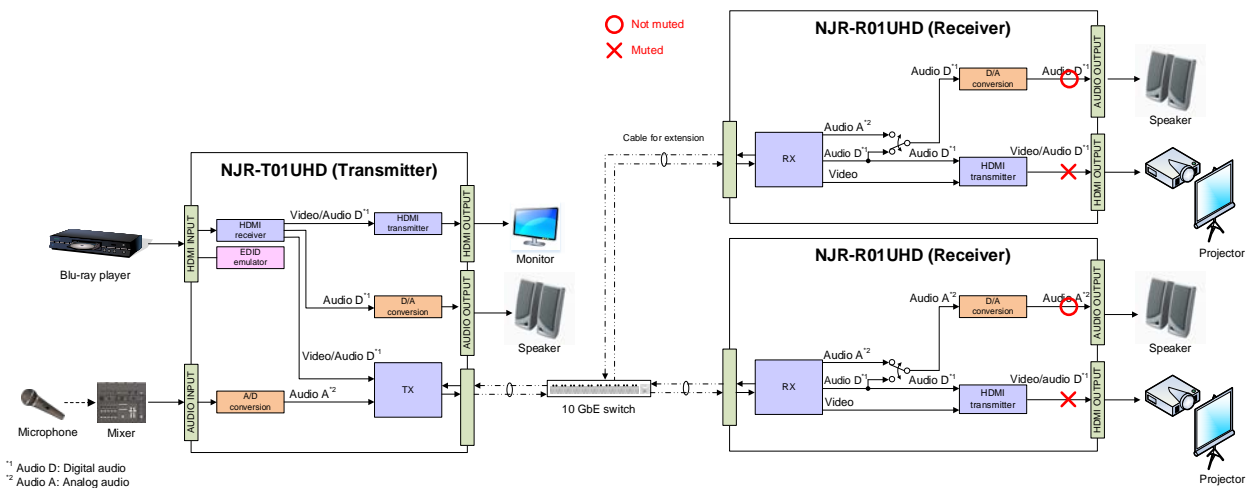 Not muted
Muted
NJR-T01UHD (Transmitter)
HDMI INPUT
HDMI
receiver
EDID
emulator
Video/Audio D*1
HDMI
transmitter
HDMI OUTPUT
Blu-ray player
Monitor
Audio D*1
D/A
conversion
AUDIO OUTPUT
Speaker
Video/Audio D*1
TX
AUDIO INPUT
A/D
conversion
Audio A*2
Microphone
Mixer
10 GbE switch
Cable for extension
NJR-R01UHD (Receiver)
RX
Audio A*2
Audio D*1
Video
Audio D*1
Audio D*1
D/A
conversion
Audio D*1
AUDIO OUTPUT
Speaker
HDMI
transmitter
Video/Audio D*1
HDMI OUTPUT
Projector
NJR-R01UHD (Receiver)
RX
Audio A*2
Audio D*1
Video
Audio D*1
Audio A*2
D/A
conversion
Audio A*2
AUDIO OUTPUT
Speaker
HDMI
transmitter
Video/audio D*1
HDMI OUTPUT
Projector
*1 Audio D: Digital audio
*2 Audio A: Analog audio